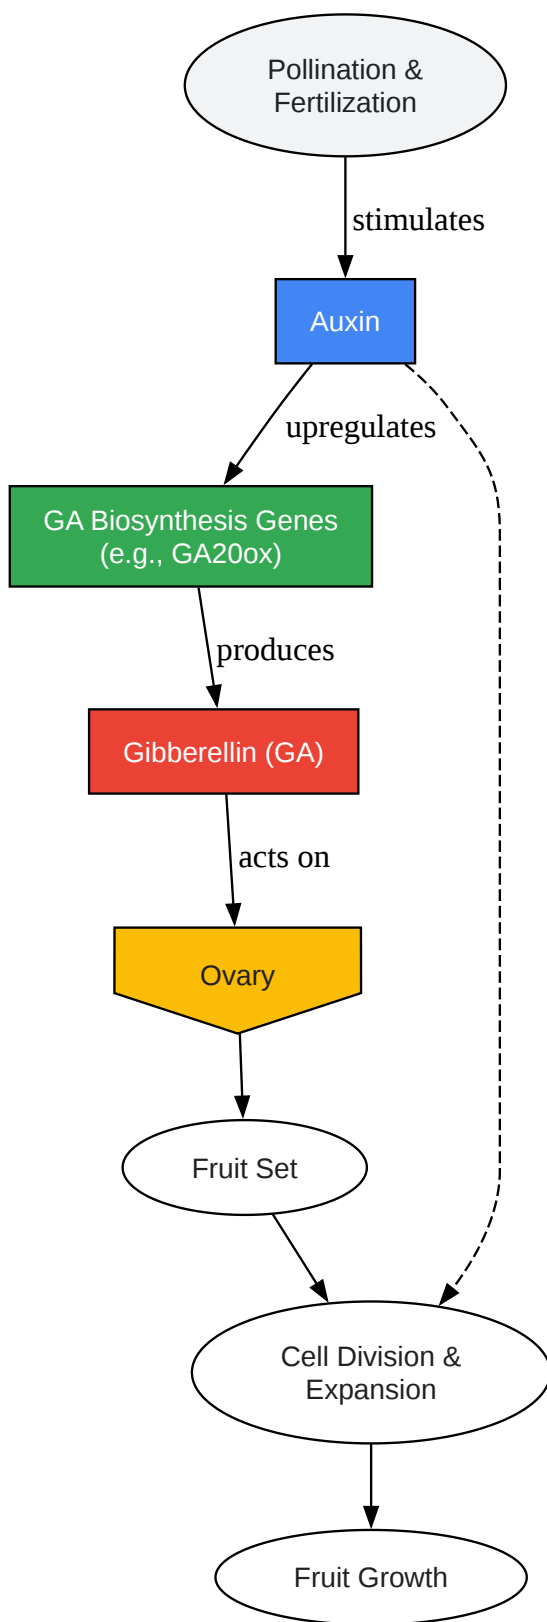 Pollination &
Fertilization
stimulates
Auxin
upregulates
GA Biosynthesis Genes
(e.g., GA20ox)
produces
Gibberellin (GA)
acts on
Ovary
Fruit Set
Cell Division &
Expansion
Fruit Growth